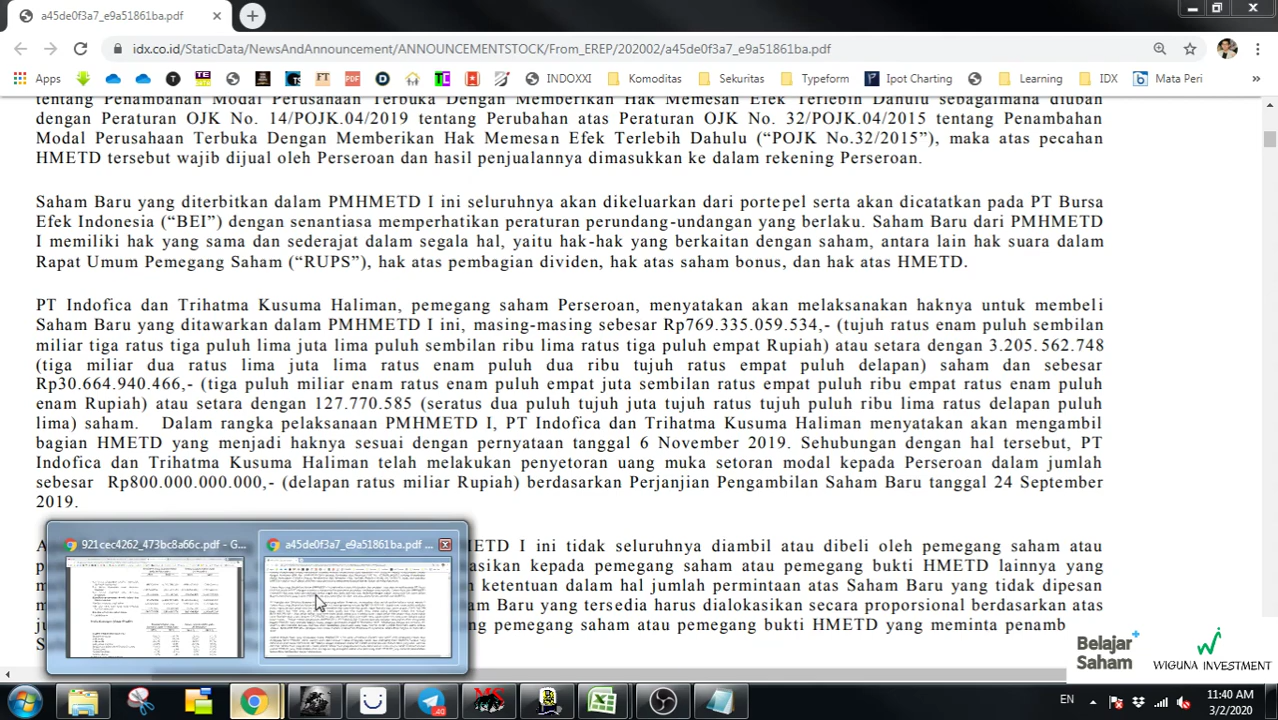 a45de0f3a7_e9a51861ba.pdf
idx.co.id/StaticData/NewsAndAnnouncement/ANNOUNCEMENTSTOCK/From_EREP/202002/a45de0f3a7_e9a51861ba.pdf
Apps INDOXXI Komoditas Sekuritas Typeform Ipot Charting Learning IDX Mata Peri »
tentang Penambahan Modal Perusahaan Terbuka Dengan Memberikan Hak Memesan Efek Terlebih Dahulu sebagaimana diubah
dengan Peraturan OJK No. 14/POJK.04/2019 tentang Perubahan atas Peraturan OJK No. 32/POJK.04/2015 tentang Penambahan
Modal Perusahaan Terbuka Dengan Memberikan Hak Memesan Efek Terlebih Dahulu (“POJK No.32/2015”), maka atas pecahan
HMETD tersebut wajib dijual oleh Perseroan dan hasil penjualannya dimasukkan ke dalam rekening Perseroan.
Saham Baru yang diterbitkan dalam PMHMETD I ini seluruhnya akan dikeluarkan dari portepel serta akan dicatatkan pada PT Bursa
Efek Indonesia (“BEI”) dengan senantiasa memperhatikan peraturan perundang-undangan yang berlaku. Saham Baru dari PMHMETD
I memiliki hak yang sama dan sederajat dalam segala hal, yaitu hak-hak yang berkaitan dengan saham, antara lain hak suara dalam
Rapat Umum Pemegang Saham (“RUPS”), hak atas pembagian dividen, hak atas saham bonus, dan hak atas HMETD.
PT Indofica dan Trihatma Kusuma Haliman, pemegang saham Perseroan, menyatakan akan melaksanakan haknya untuk membeli
Saham Baru yang ditawarkan dalam PMHMETD I ini, masing-masing sebesar Rp769.335.059.534,- (tujuh ratus enam puluh sembilan
miliar tiga ratus tiga puluh lima juta lima puluh sembilan ribu lima ratus tiga puluh empat Rupiah) atau setara dengan 3.205.562.748
(tiga miliar dua ratus lima juta lima ratus enam puluh dua ribu tujuh ratus empat puluh delapan) saham dan sebesar
Rp30.664.940.466,- (tiga puluh miliar enam ratus enam puluh empat juta sembilan ratus empat puluh ribu empat ratus enam puluh
enam Rupiah) atau setara dengan 127.770.585 (seratus dua puluh tujuh juta tujuh ratus tujuh puluh ribu lima ratus delapan puluh
lima) saham. Dalam rangka pelaksanaan PMHMETD I, PT Indofica dan Trihatma Kusuma Haliman menyatakan akan mengambil
bagian HMETD yang menjadi haknya sesuai dengan pernyataan tanggal 6 November 2019. Sehubungan dengan hal tersebut, PT
Indofica dan Trihatma Kusuma Haliman telah melakukan penyetoran uang muka setoran modal kepada Perseroan dalam jumlah
sebesar Rp800.000.000.000,- (delapan ratus miliar Rupiah) berdasarkan Perjanjian Pengambilan Saham Baru tanggal 24 September
2019.
METD I ini tidak seluruhnya diambil atau dibeli oleh pemegang saham atau
asikan kepada pemegang saham atau pemegang bukti HMETD lainnya yang
ketentuan dalam hal jumlah permintaan atas Saham Baru yang tidak dipesan
am Baru yang tersedia harus dialokasikan secara proporsional berdasarkan atas
ng pemegang saham atau pemegang bukti HMETD yang meminta penamb
921cec4262_473bc8a66c.pdf - G...
a45de0f3a7_e9a51861ba.pdf ...
Belajar
Saham
WIGUNA INVESTMENT
EN
11:40 AM
3/2/2020